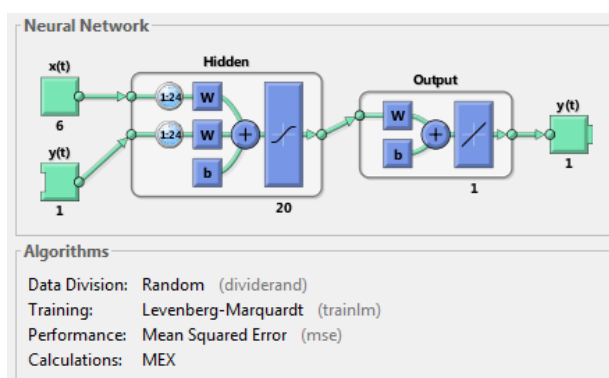 Neural Network
Hidden
Output
x(t)
6
1:24
W
y(t)
1
1:24
W
b
20
W
b
1
y(t)
1
Algorithms
Data Division: Random (dividerand)
Training: Levenberg-Marquardt (trainlm)
Performance: Mean Squared Error (mse)
Calculations: MEX